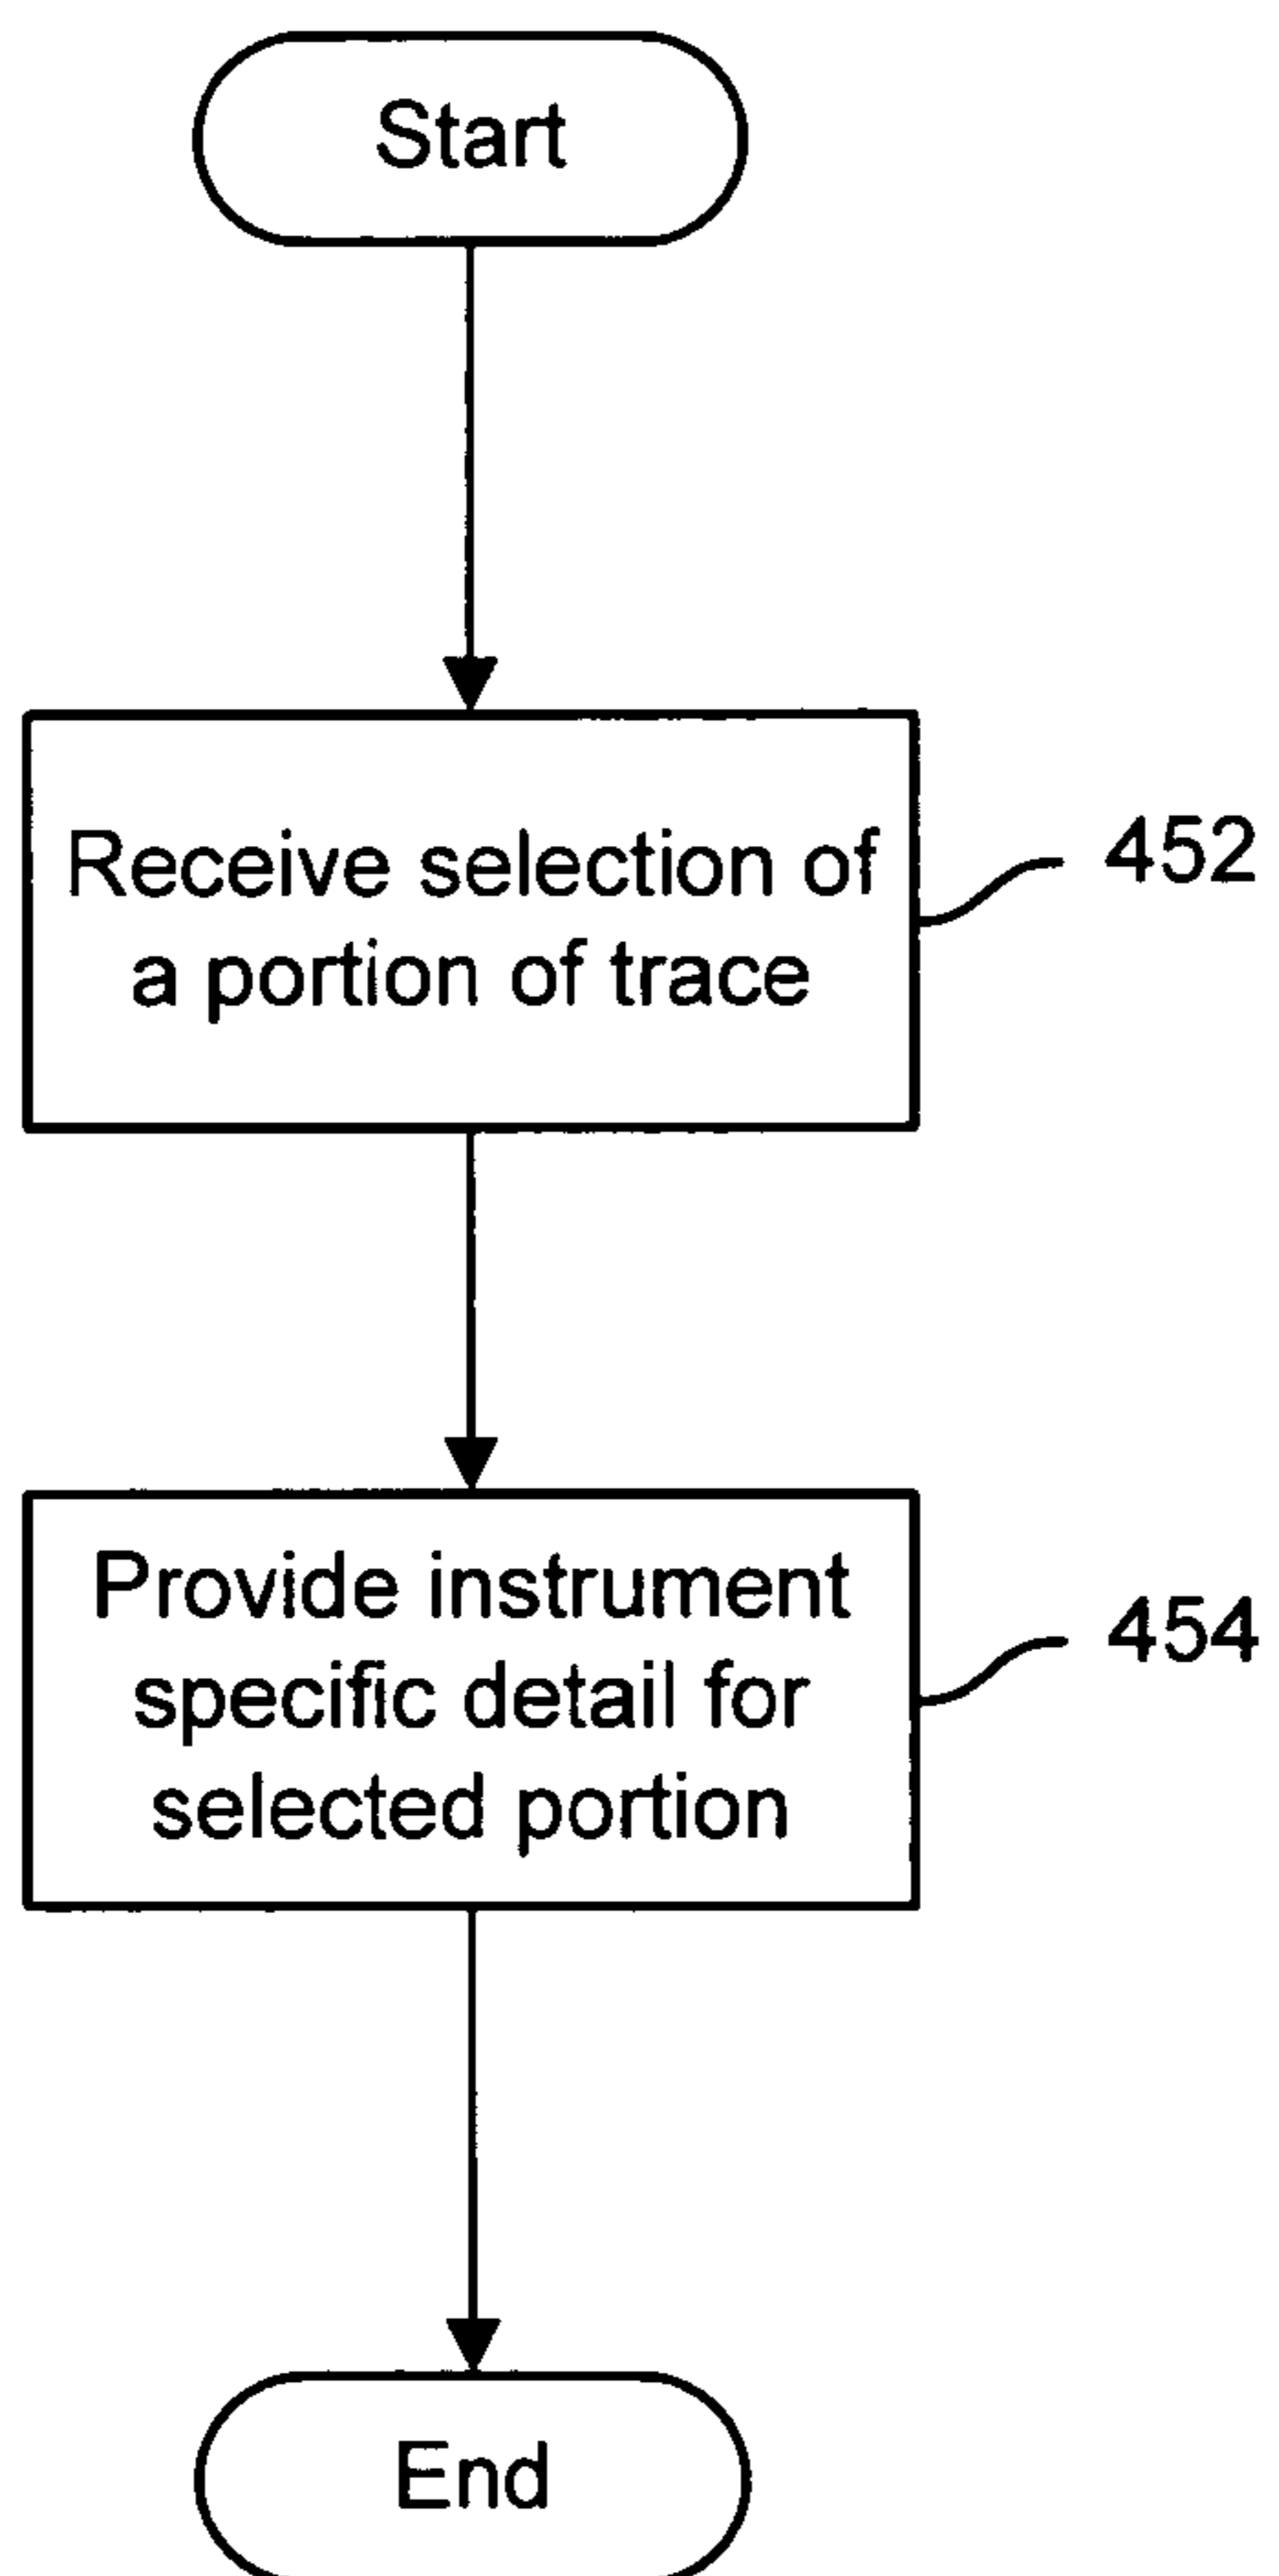 Start
Receive selection of
a portion of trace
452
Provide instrument
specific detail for
selected portion
454
End